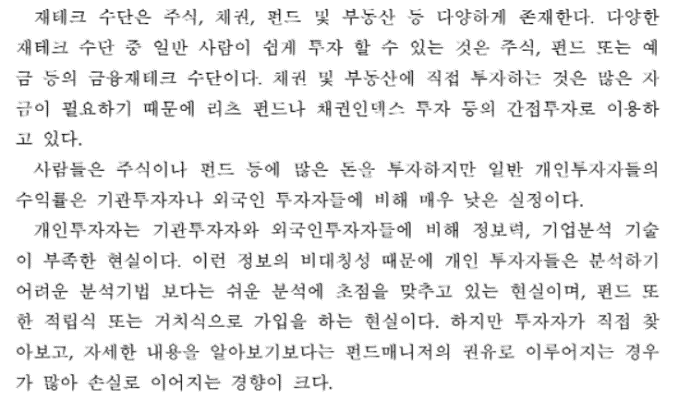 재테크 수단은 주식, 채권, 펀드 및 부동산 등 다양하게 존재한다. 다양한
재테크 수단 중 일반 사람이 쉽게 투자 할 수 있는 것은 주식, 펀드 또는 예
금 등의 금융재테크 수단이다. 채권 및 부동산에 직접 투자하는 것은 많은 자
금이 필요하기 때문에 리츠 펀드나 채권인덱스 투자 등의 간접투자로 이용하
고 있다.
사람들은 주식이나 펀드 등에 많은 돈을 투자하지만 일반 개인투자자들의
수익률은 기관투자자나 외국인 투자자들에 비해 매우 낮은 실정이다.
개인투자자는 기관투자자와 외국인투자자들에 비해 정보력, 기업분석 기술
이 부족한 현실이다. 이런 정보의 비대칭성 때문에 개인 투자자들은 분석하기
어려운 분석기법 보다는 쉬운 분석에 초점을 맞추고 있는 현실이며, 펀드 또
한 적립식 또는 거치식으로 가입을 하는 현실이다. 하지만 투자자가 직접 찾
아보고, 자세한 내용을 알아보기보다는 펀드매니저의 권유로 이루어지는 경우
가 많아 손실로 이어지는 경향이 크다.